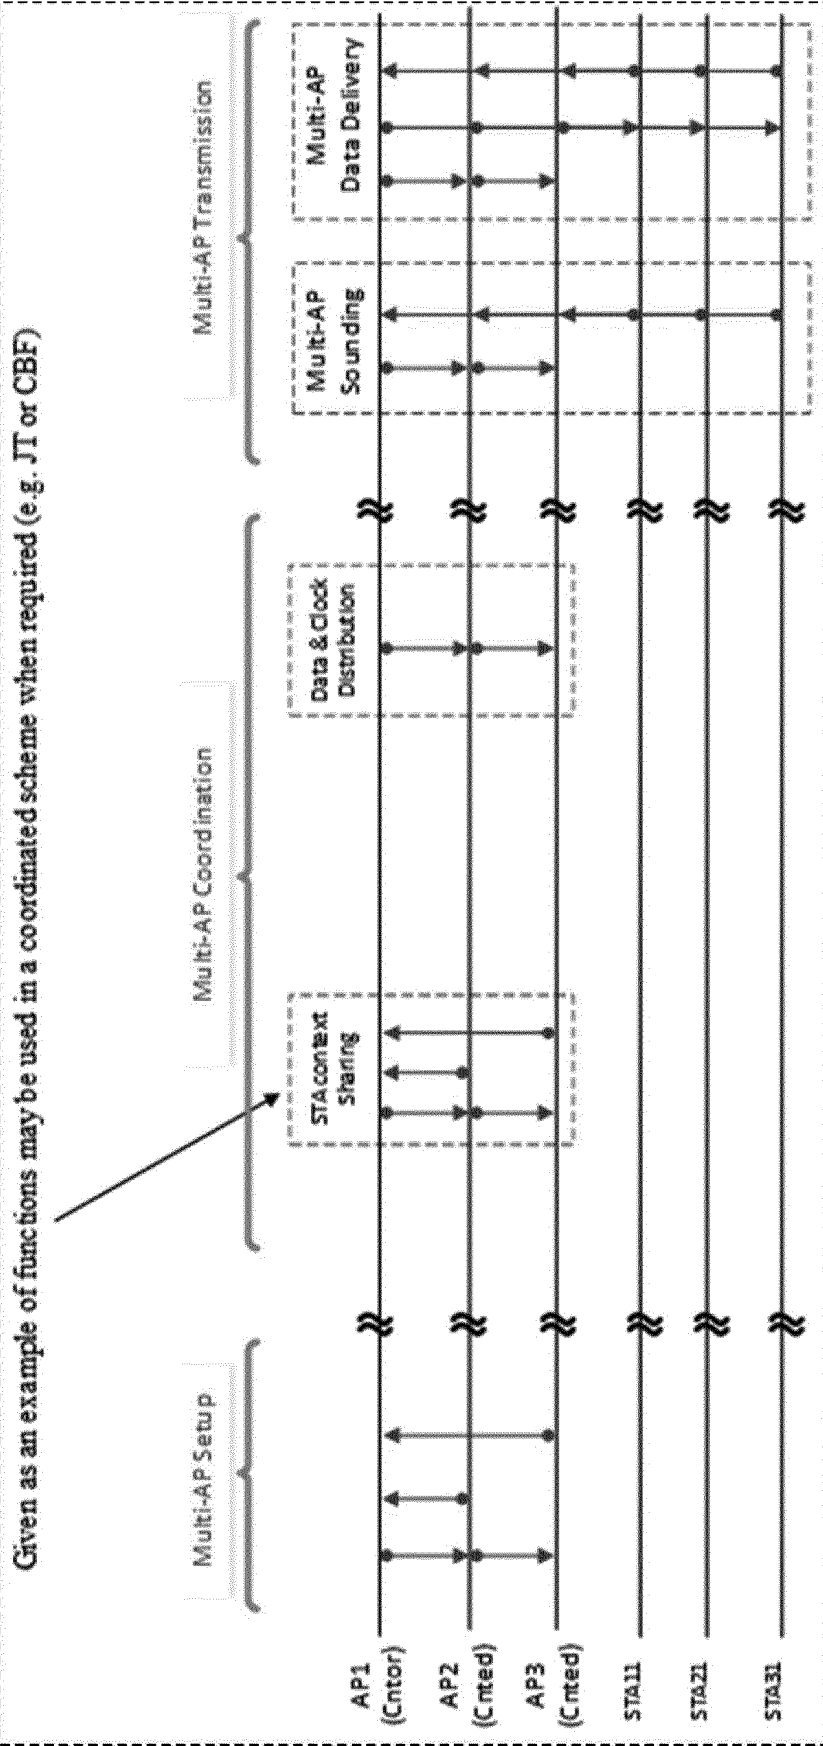 Given as an example of functions may be used in a coordinated scheme when required (e.g. JT or CBF)
Multi-AP Setup
Multi-AP Coordination
Multi-AP Transmission
STA context
Sharing
Data & Clock
Distribution
Multi-AP
Sounding
Multi-AP
Data Delivery
AP1
(Cntor)
AP2
(Cnted)
AP3
(Cnted)
STA11
STA21
STA31